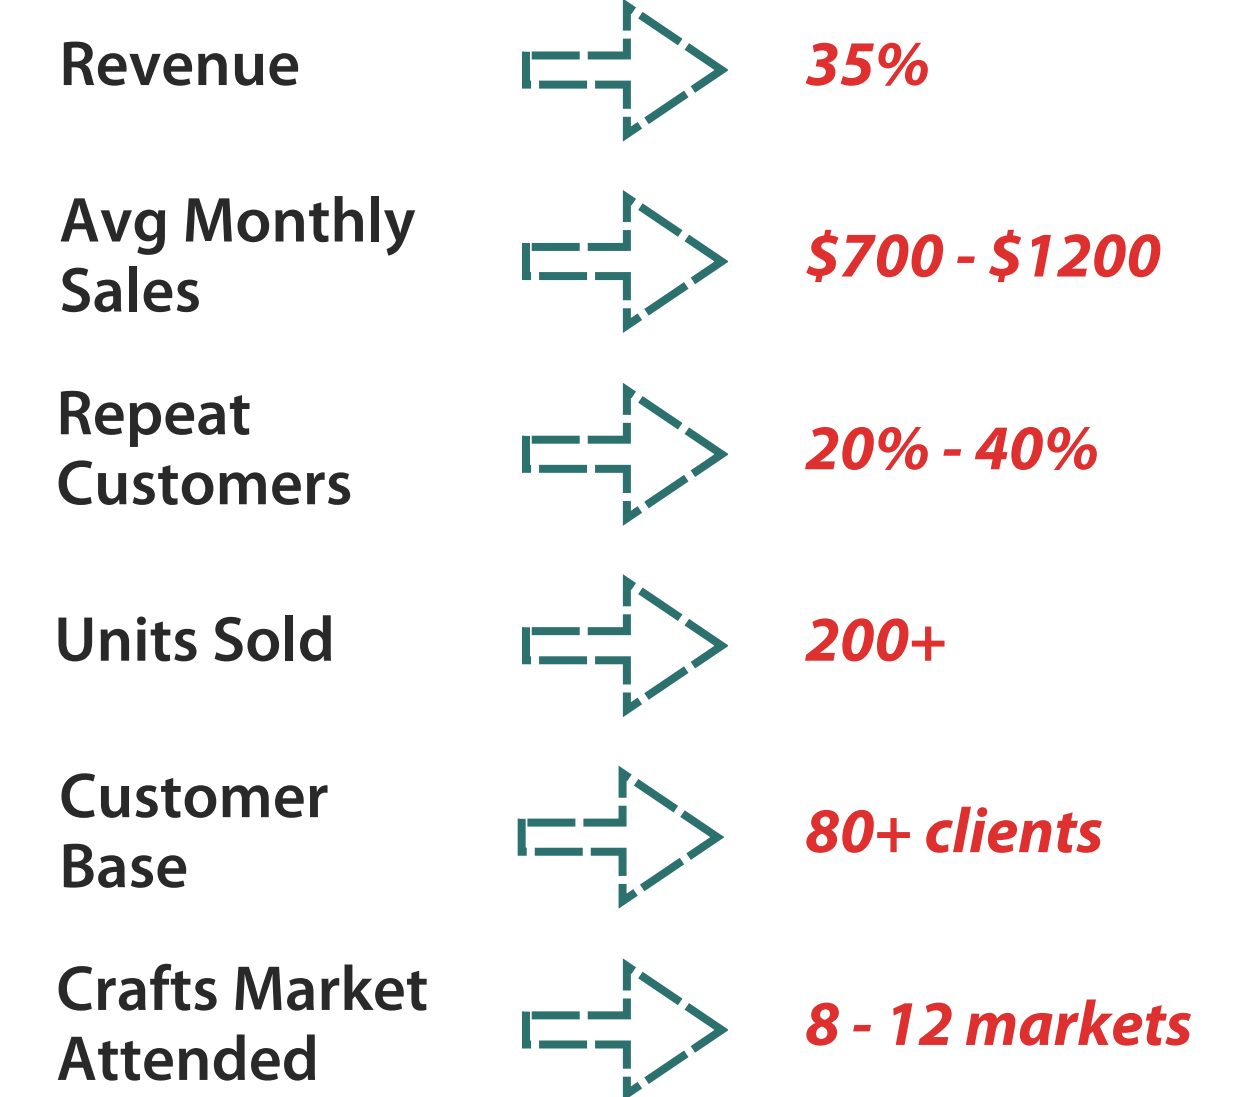 Revenue
35%
Avg Monthly
Sales
$700 - $1200
Repeat
Customers
20% - 40%
Units Sold
200+
Customer
Base
80+ clients
Crafts Market
Attended
8 - 12 markets